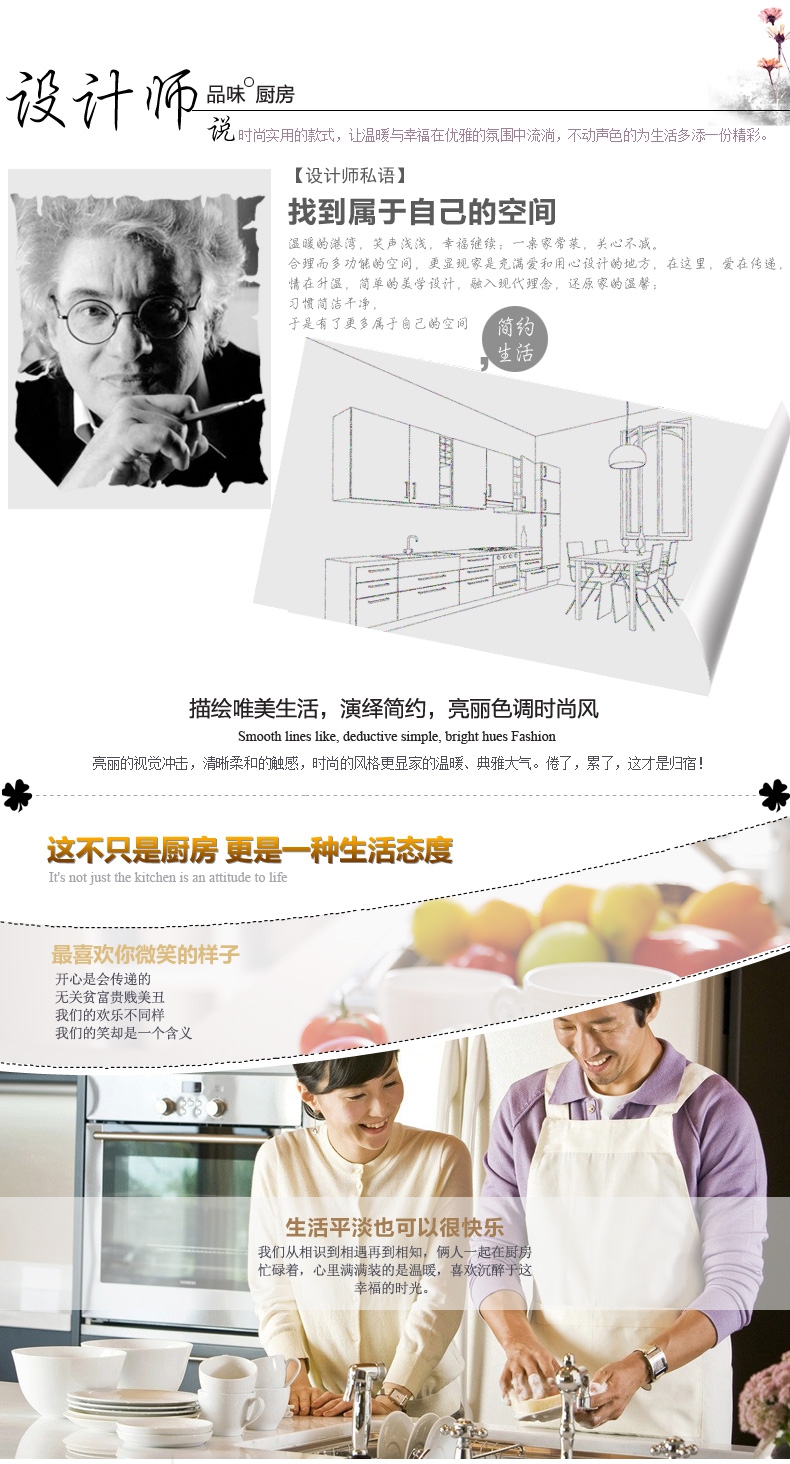 设计师 品味 厨房
说 时尚实用的款式，让温暖与幸福在优雅的氛围中流淌，不动声色的为生活多添一份精彩。
【设计师私语】
找到属于自己的空间
温暖的港湾，笑声浅浅，幸福继续；一桌家常菜，关心不减。
合理而多功能的空间，更显现家是充满爱和用心设计的地方，在这里，爱在传递，
情在升温，简单的美学设计，融入现代理念，还原家的温馨；
习惯简洁干净，
于是有了更多属于自己的空间
简约
生活
描绘唯美生活，演绎简约，亮丽色调时尚风
Smooth lines like, deductive simple, bright hues Fashion
亮丽的视觉冲击，清晰柔和的触感，时尚的风格更显家的温暖、典雅大气。倦了，累了，这才是归宿！
这不只是厨房 更是一种生活态度
It's not just the kitchen is an attitude to life
最喜欢你微笑的样子
开心是会传递的
无关贫富贵贱美丑
我们的欢乐不同样
我们的笑却是一个含义
生活平淡也可以很快乐
我们从相识到相遇再到相知，俩人一起在厨房
忙碌着，心里满满装的是温暖，喜欢沉醉于这
幸福的时光。